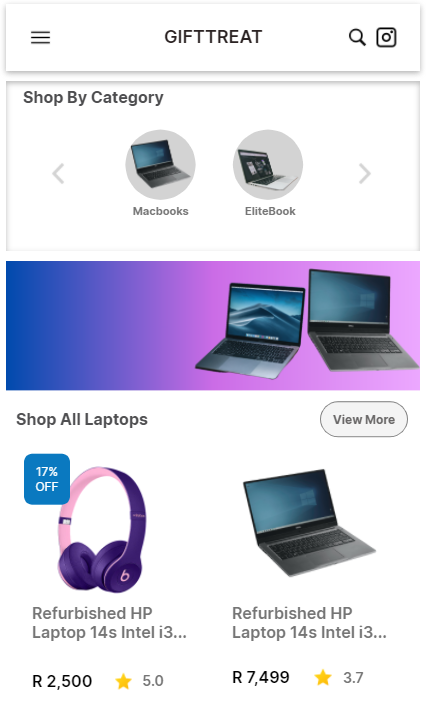 GIFTTREAT
Shop By Category
Macbooks
EliteBook
Shop All Laptops
View More
17%
OFF
Refurbished HP
Laptop 14s Intel i3...
R 2,500
5.0
Refurbished HP
Laptop 14s Intel i3...
R 7,499
3.7